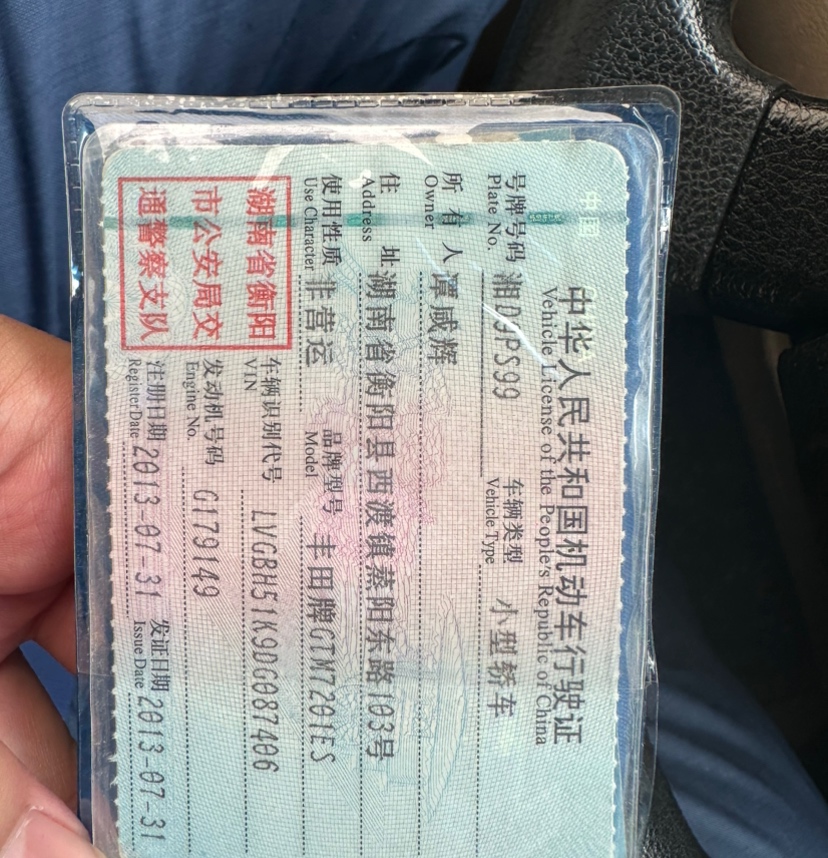 中国
中华人民共和国机动车行驶证
Vehicle License of the People's Republic of China
号牌号码 湘D9PS99 车辆类型 小型轿车
Plate No. Vehicle Type
所有人 谭咸辉
Owner
住址 湖南省衡阳县西渡镇蒸阳东路103号
Address
使用性质 非营运 品牌型号 丰田牌GTM7201ES
Use Character Model
湖南省衡阳
市公安局交
通警察支队
车辆识别代号 LVGBH51K9DG087406
VIN
发动机号码 G179149
Engine No.
注册日期 2013-07-31 发证日期 2013-07-31
Register Date Issue Date